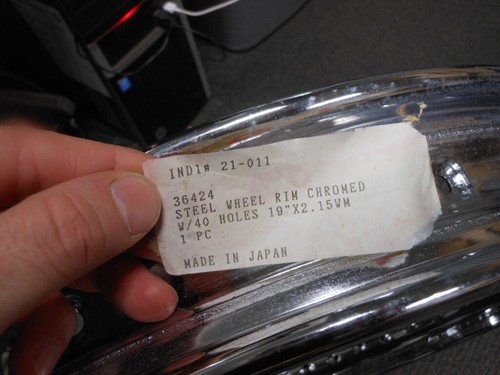 IND1# 21-011
36424
STEEL WHEEL RIM CHROMED
W/40 HOLES 19"X2.15WM
1 PC
MADE IN JAPAN